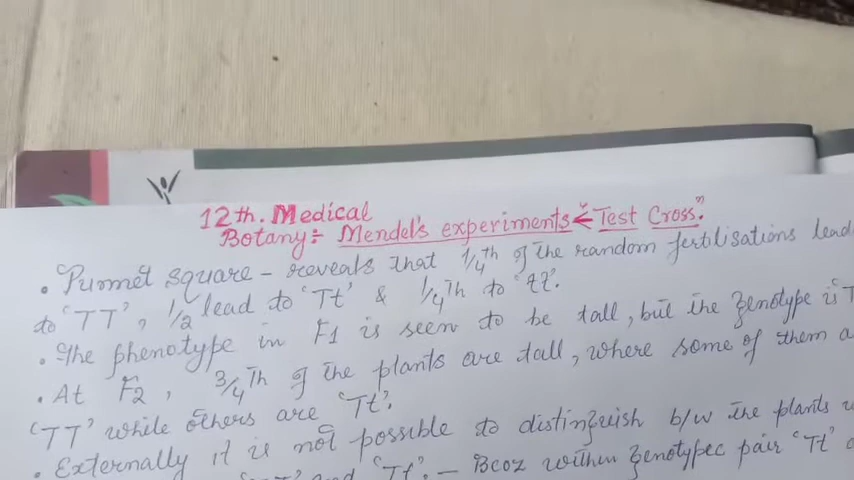 12th. Medical
Botany:- Mendel's experiments < "Test Cross".
• Punnet square – reveals that 1/4th of the random fertilisations lead
to 'TT', 1/2 lead to 'Tt' & 1/4th to 'tt'.
• The phenotype in F1 is seen to be tall, but the genotype is T
• At F2, 3/4th of the plants are tall, where some of them a
'TT' while others are 'Tt'.
• Externally it is not possible to distinguish b/w the plants
and 'Tt'. – Becoz within genotypec pair 'Tt'